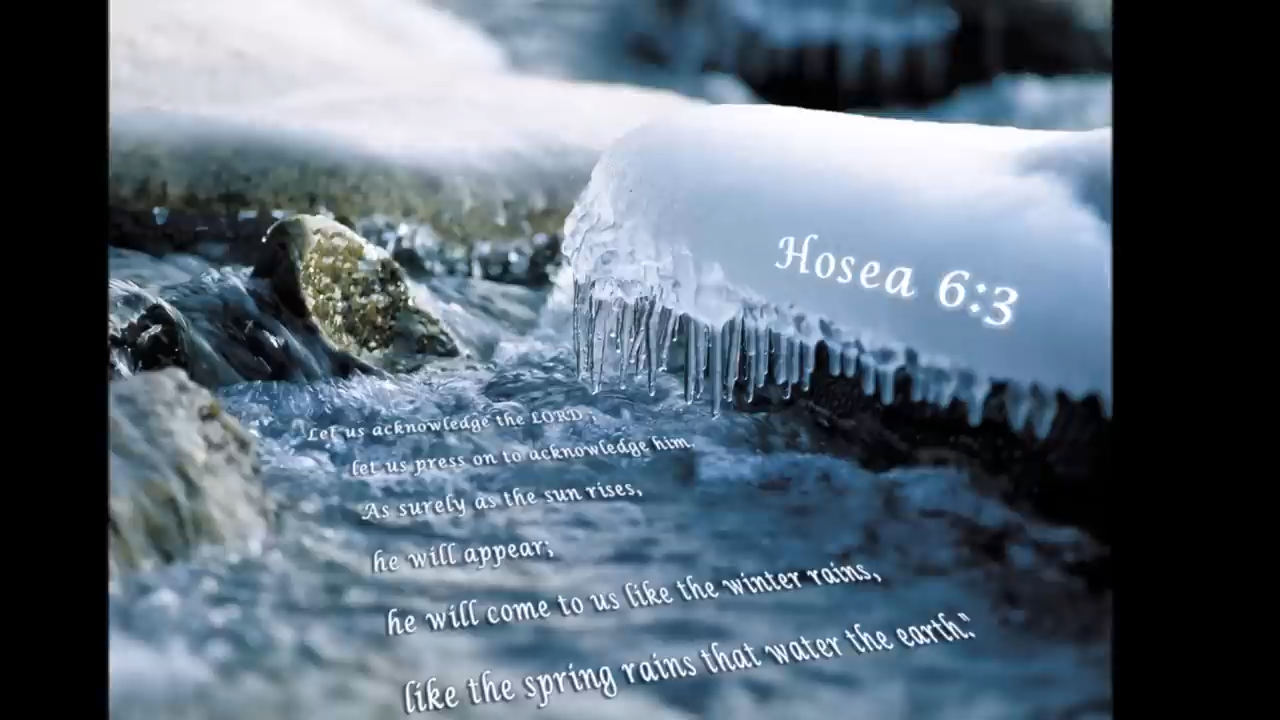 Hosea 6:3
Let us acknowledge the LORD ;
let us press on to acknowledge him.
As surely as the sun rises,
he will appear;
he will come to us like the winter rains,
like the spring rains that water the earth."